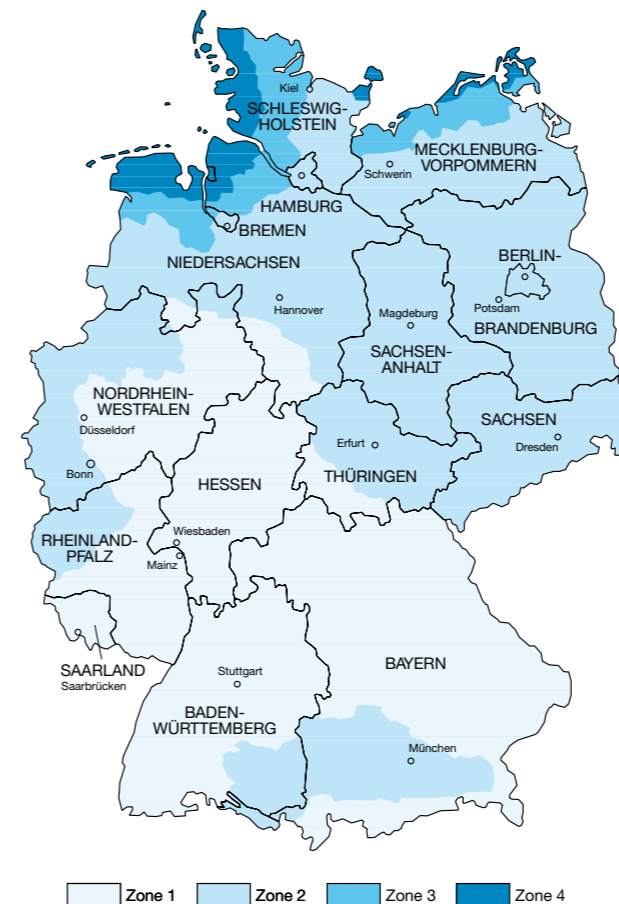 Kiel
SCHLESWIG-
HOLSTEIN
MECKLENBURG-
VORPOMMERN
Schwerin
HAMBURG
BREMEN
NIEDERSACHSEN
Hannover
BERLIN-
Potsdam
BRANDENBURG
Magdeburg
SACHSEN-
ANHALT
NORDRHEIN-
WESTFALEN
Düsseldorf
Bonn
SACHSEN
Dresden
Erfurt
THÜRINGEN
HESSEN
RHEINLAND-
PFALZ
Wiesbaden
Mainz
SAARLAND
Saarbrücken
Stuttgart
BADEN-
WÜRTTEMBERG
BAYERN
München
Zone 1
Zone 2
Zone 3
Zone 4